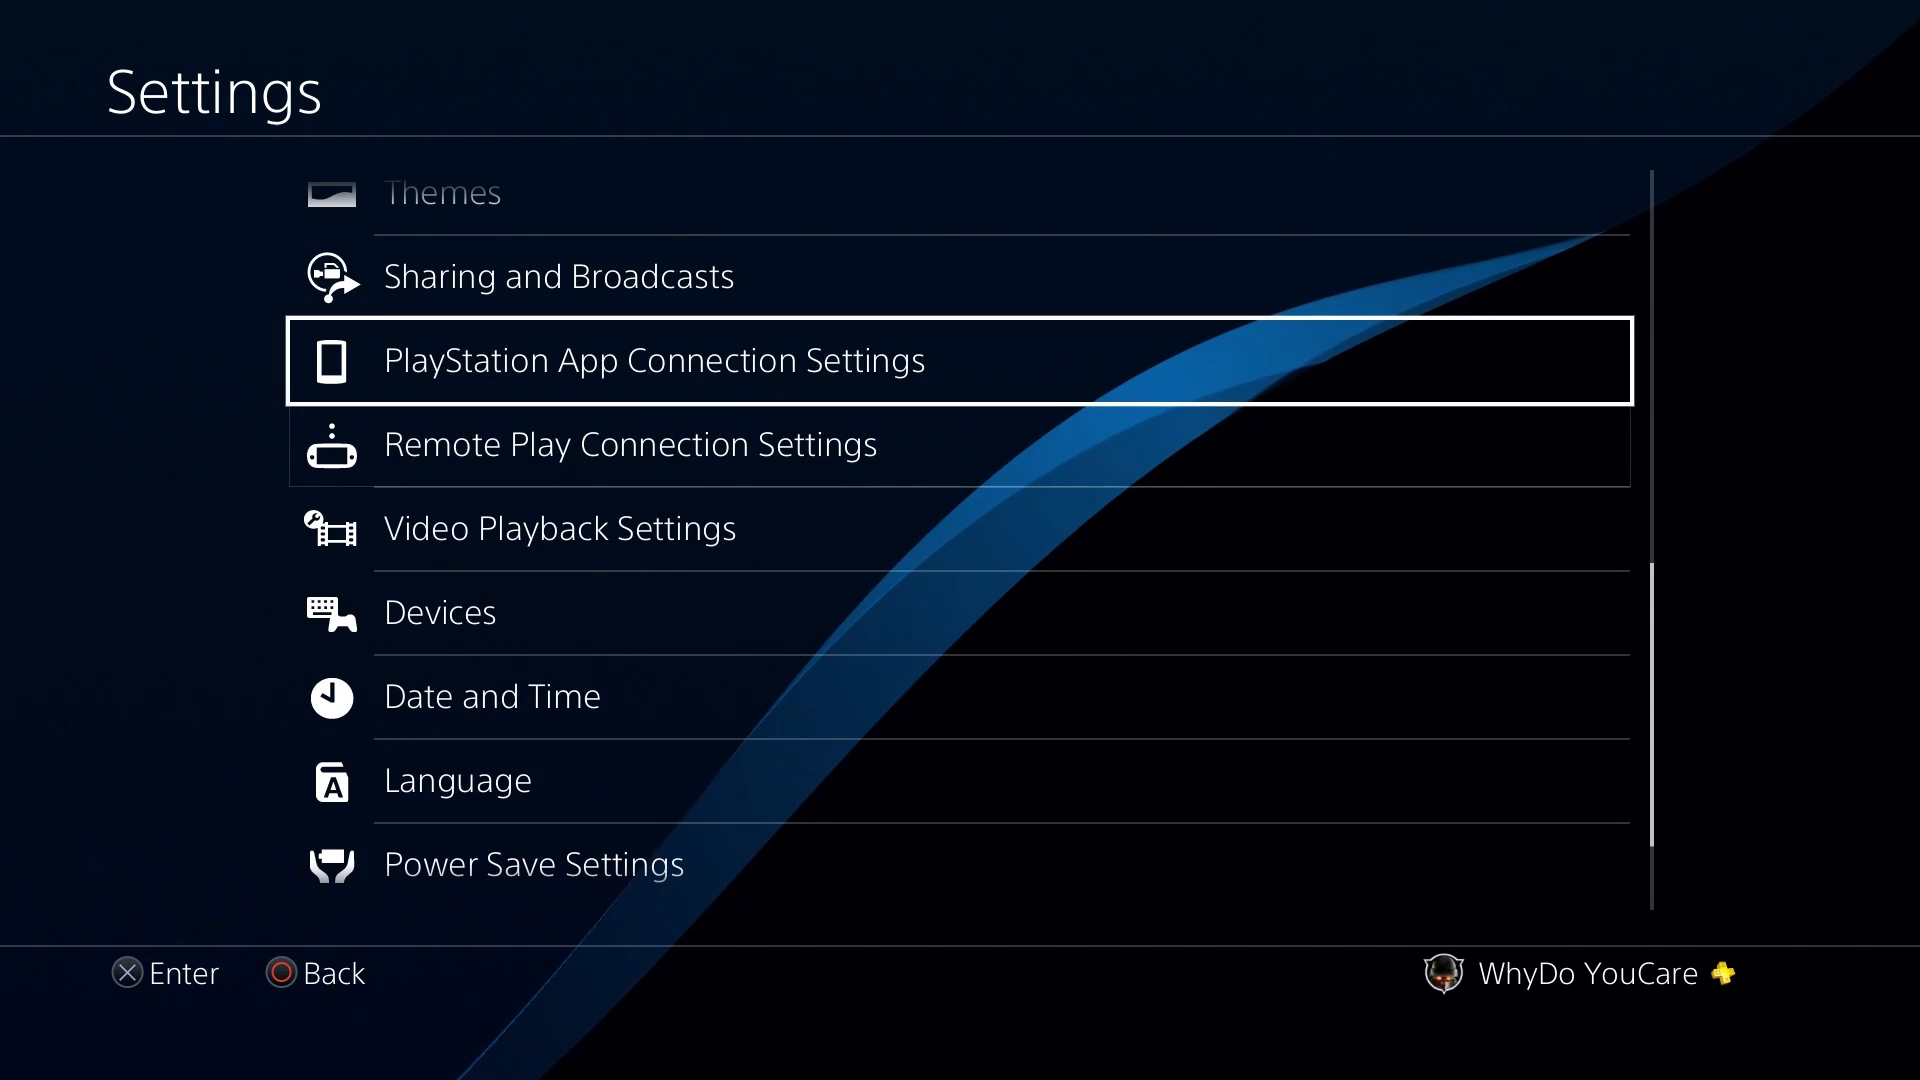 Settings
Themes
Sharing and Broadcasts
PlayStation App Connection Settings
Remote Play Connection Settings
Video Playback Settings
Devices
Date and Time
Language
Power Save Settings
Enter
Back
WhyDo YouCare